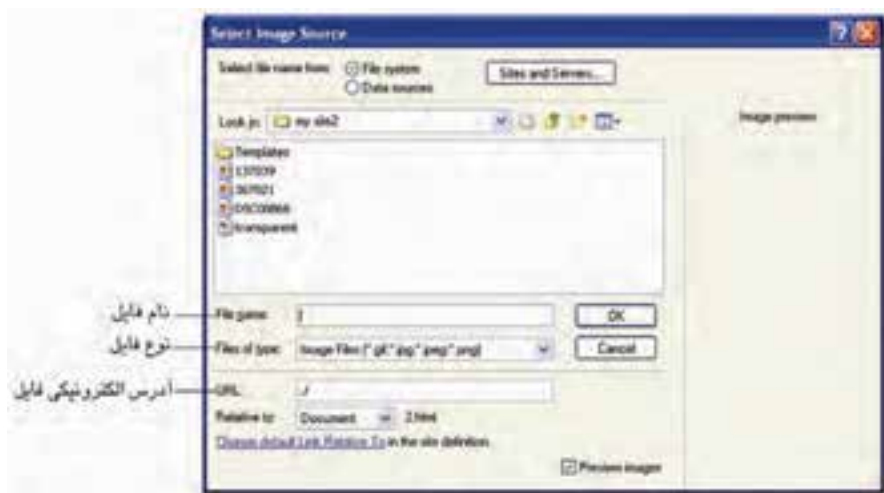 Select Image Source
Select file name from: File system
Data sources
Sites and Servers...
Look in: my site2
Image preview
Templates
137039
DSC00866
transparent
نام فایل
File name:
OK
نوع فایل
Files of type: Image Files (*.gif;*.jpg;*.jpeg;*.png)
Cancel
آدرس الکترونیکی فایل
URL:
Relative to: Document 2.html
Change default Link Relative To in the site definition.
Preview images